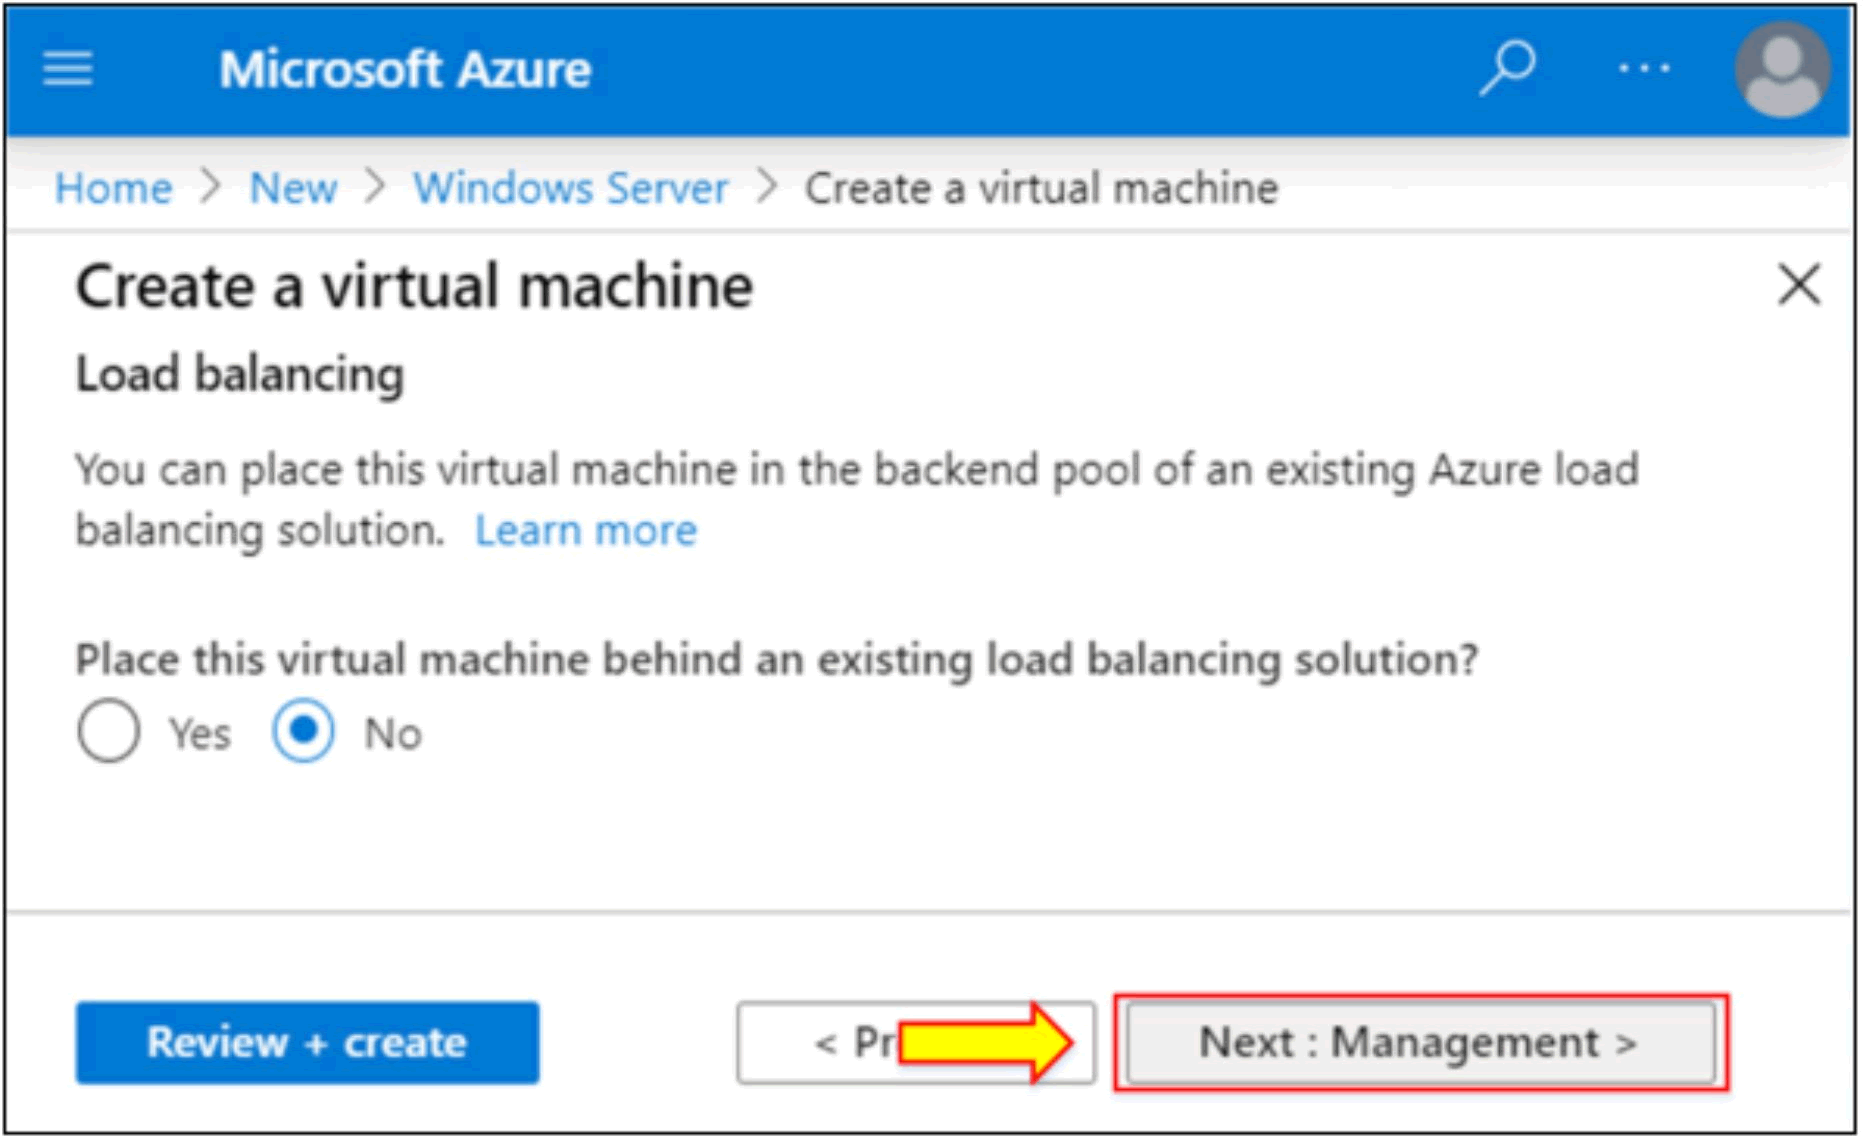 Microsoft Azure
Home > New > Windows Server > Create a virtual machine
Create a virtual machine
Load balancing
You can place this virtual machine in the backend pool of an existing Azure load
balancing solution. Learn more
Place this virtual machine behind an existing load balancing solution?
Yes No
Review + create < Pr Next : Management >